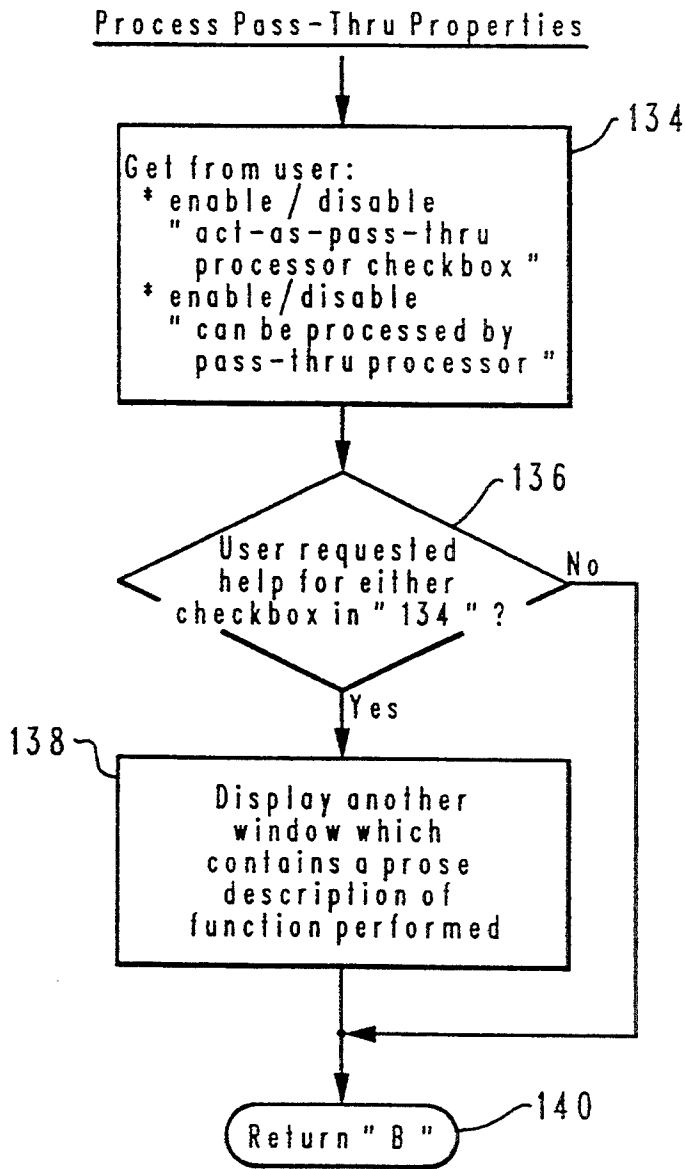 Process Pass-Thru Properties
134
Get from user:
* enable / disable
" act-as-pass-thru
processor checkbox "
* enable/disable
" can be processed by
pass-thru processor "
136
User requested
help for either
checkbox in " 134 " ?
No
Yes
138
Display another
window which
contains a prose
description of
function performed
Return " B "
140